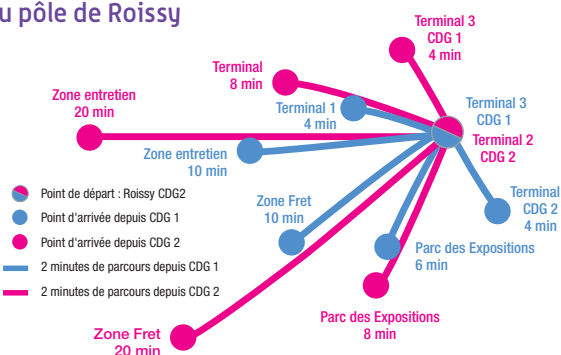 u pôle de Roissy
Terminal 3
CDG 1
4 min
Terminal
8 min
Zone entretien
20 min
Terminal 1
4 min
Terminal 3
CDG 1
Terminal 2
CDG 2
Zone entretien
10 min
Terminal
CDG 2
4 min
Point de départ : Roissy CDG2
Point d'arrivée depuis CDG 1
Point d'arrivée depuis CDG 2
2 minutes de parcours depuis CDG 1
2 minutes de parcours depuis CDG 2
Zone Fret
10 min
Parc des Expositions
6 min
Parc des Expositions
8 min
Zone Fret
20 min